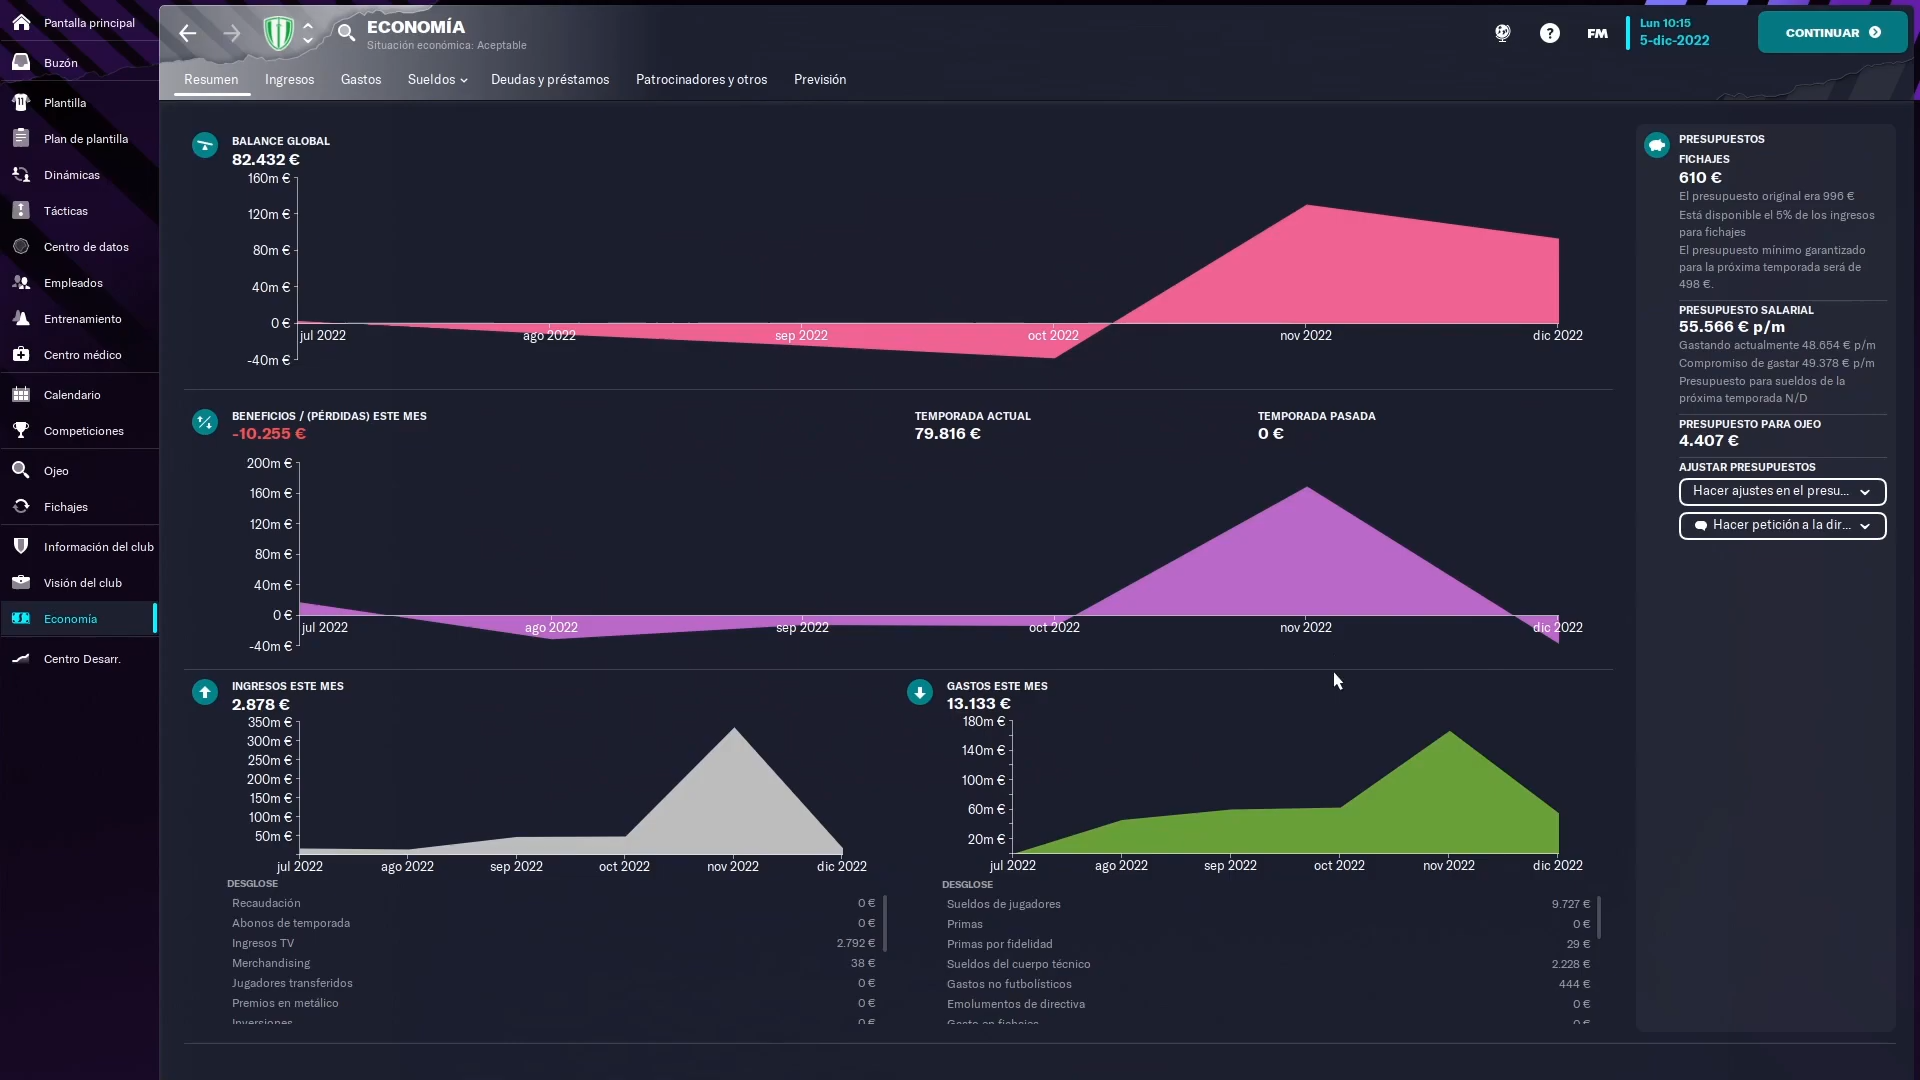 Pantalla principal
Buzón
Plantilla
Plan de plantilla
Dinámicas
Tácticas
Centro de datos
Empleados
Entrenamiento
Centro médico
Calendario
Competiciones
Ojeo
Fichajes
Información del club
Visión del club
Economía
Centro Desarr.
ECONOMÍA
Situación económica: Aceptable
?
FM
Lun 10:15
5-dic-2022
CONTINUAR
Resumen Ingresos Gastos Sueldos Deudas y préstamos Patrocinadores y otros Previsión
BALANCE GLOBAL
82.432 €
160m €
120m €
80m €
40m €
0 €
-40m €
jul 2022 ago 2022 sep 2022 oct 2022 nov 2022 dic 2022
BENEFICIOS / (PÉRDIDAS) ESTE MES
-10.255 €
TEMPORADA ACTUAL
79.816 €
TEMPORADA PASADA
0 €
200m €
160m €
120m €
80m €
40m €
0 €
-40m €
jul 2022 ago 2022 sep 2022 oct 2022 nov 2022 dic 2022
INGRESOS ESTE MES
2.878 €
350m €
300m €
250m €
200m €
150m €
100m €
50m €
jul 2022 ago 2022 sep 2022 oct 2022 nov 2022 dic 2022
DESGLOSE
Recaudación 0 €
Abonos de temporada 0 €
Ingresos TV 2.792 €
Merchandising 38 €
Jugadores transferidos 0 €
Premios en metálico 0 €
Inversiones 0 €
GASTOS ESTE MES
13.133 €
180m €
140m €
100m €
60m €
20m €
jul 2022 ago 2022 sep 2022 oct 2022 nov 2022 dic 2022
DESGLOSE
Sueldos de jugadores 9.727 €
Primas 0 €
Primas por fidelidad 29 €
Sueldos del cuerpo técnico 2.228 €
Gastos no futbolísticos 444 €
Emolumentos de directiva 0 €
Gasto en fichajes 0 €
PRESUPUESTOS
FICHAJES
610 €
El presupuesto original era 996 €
Está disponible el 5% de los ingresos
para fichajes
El presupuesto mínimo garantizado
para la próxima temporada será de
498 €.
PRESUPUESTO SALARIAL
55.566 € p/m
Gastando actualmente 48.654 € p/m
Compromiso de gastar 49.378 € p/m
Presupuesto para sueldos de la
próxima temporada N/D
PRESUPUESTO PARA OJEO
4.407 €
AJUSTAR PRESUPUESTOS
Hacer ajustes en el presu...
Hacer petición a la dir...